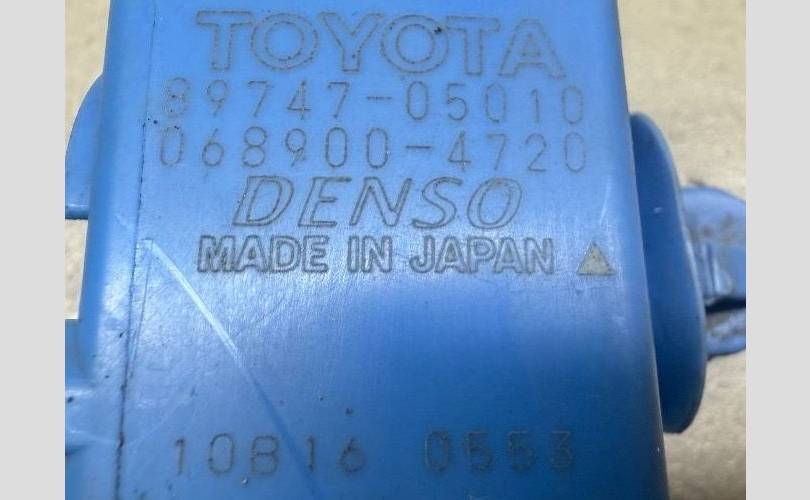 TOYOTA
89747-05010
068900-4720
DENSO
MADE IN JAPAN
10B16 0553